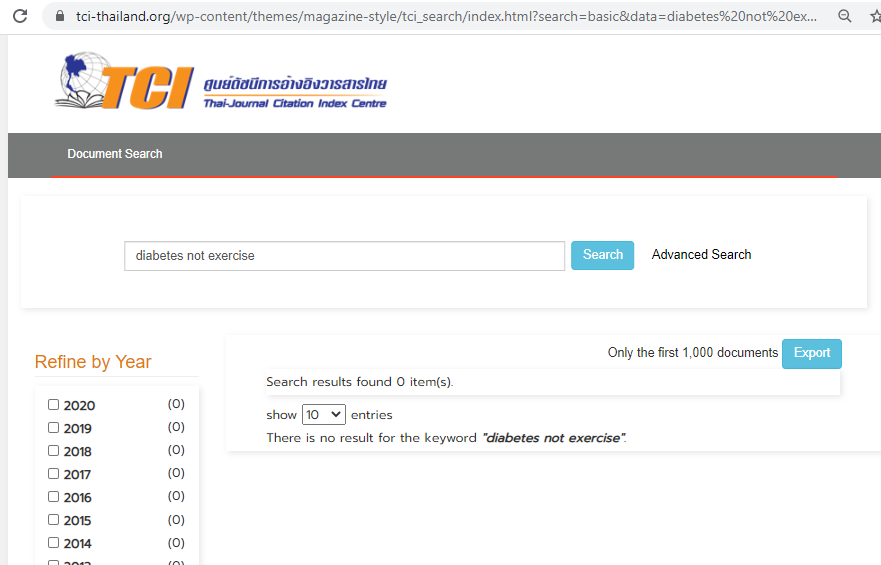 tci-thailand.org/wp-content/themes/magazine-style/tci_search/index.html?search=basic&data=diabetes%20not%20ex...
TCI
ศูนย์ดัชนีการอ้างอิงวารสารไทย
Thai-Journal Citation Index Centre
Document Search
diabetes not exercise
Search
Advanced Search
Refine by Year
Only the first 1,000 documents
Export
Search results found 0 item(s).
show 10 entries
There is no result for the keyword "diabetes not exercise".
2020 (0)
2019 (0)
2018 (0)
2017 (0)
2016 (0)
2015 (0)
2014 (0)